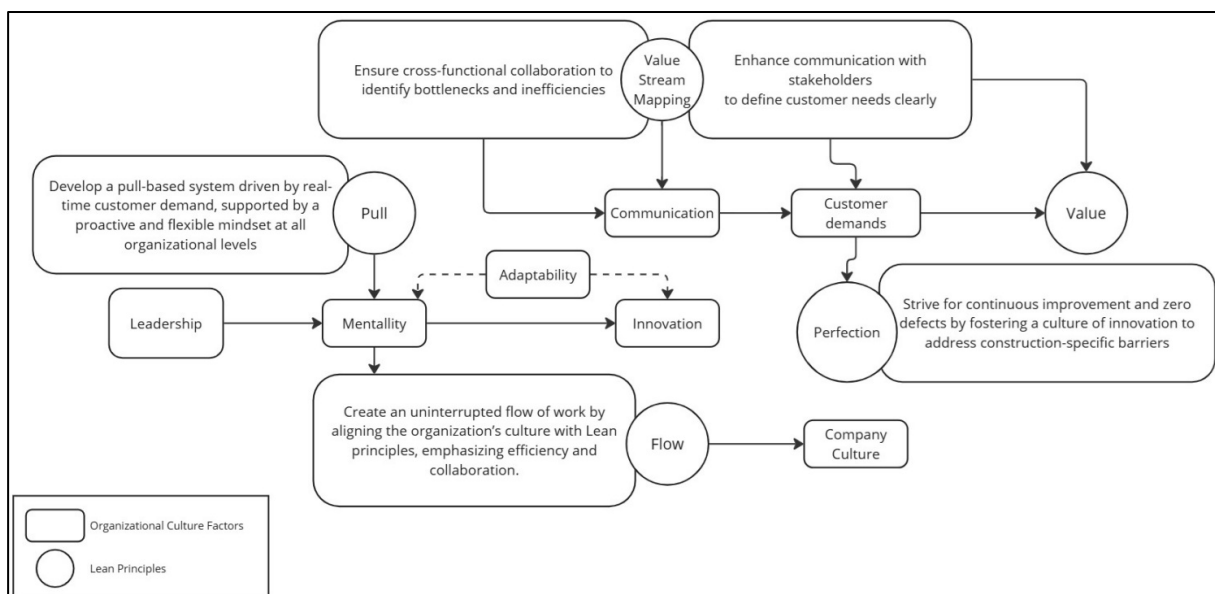 Ensure cross-functional collaboration to
identify bottlenecks and inefficiencies
Value
Stream
Mapping
Enhance communication with
stakeholders
to define customer needs clearly
Develop a pull-based system driven by real-
time customer demand, supported by a
proactive and flexible mindset at all
organizational levels
Pull
Communication
Customer
demands
Value
Adaptability
Leadership
Mentallity
Innovation
Perfection
Strive for continuous improvement and zero
defects by fostering a culture of innovation to
address construction-specific barriers
Create an uninterrupted flow of work by
aligning the organization’s culture with Lean
principles, emphasizing efficiency and
collaboration.
Flow
Company
Culture
Organizational Culture Factors
Lean Principles